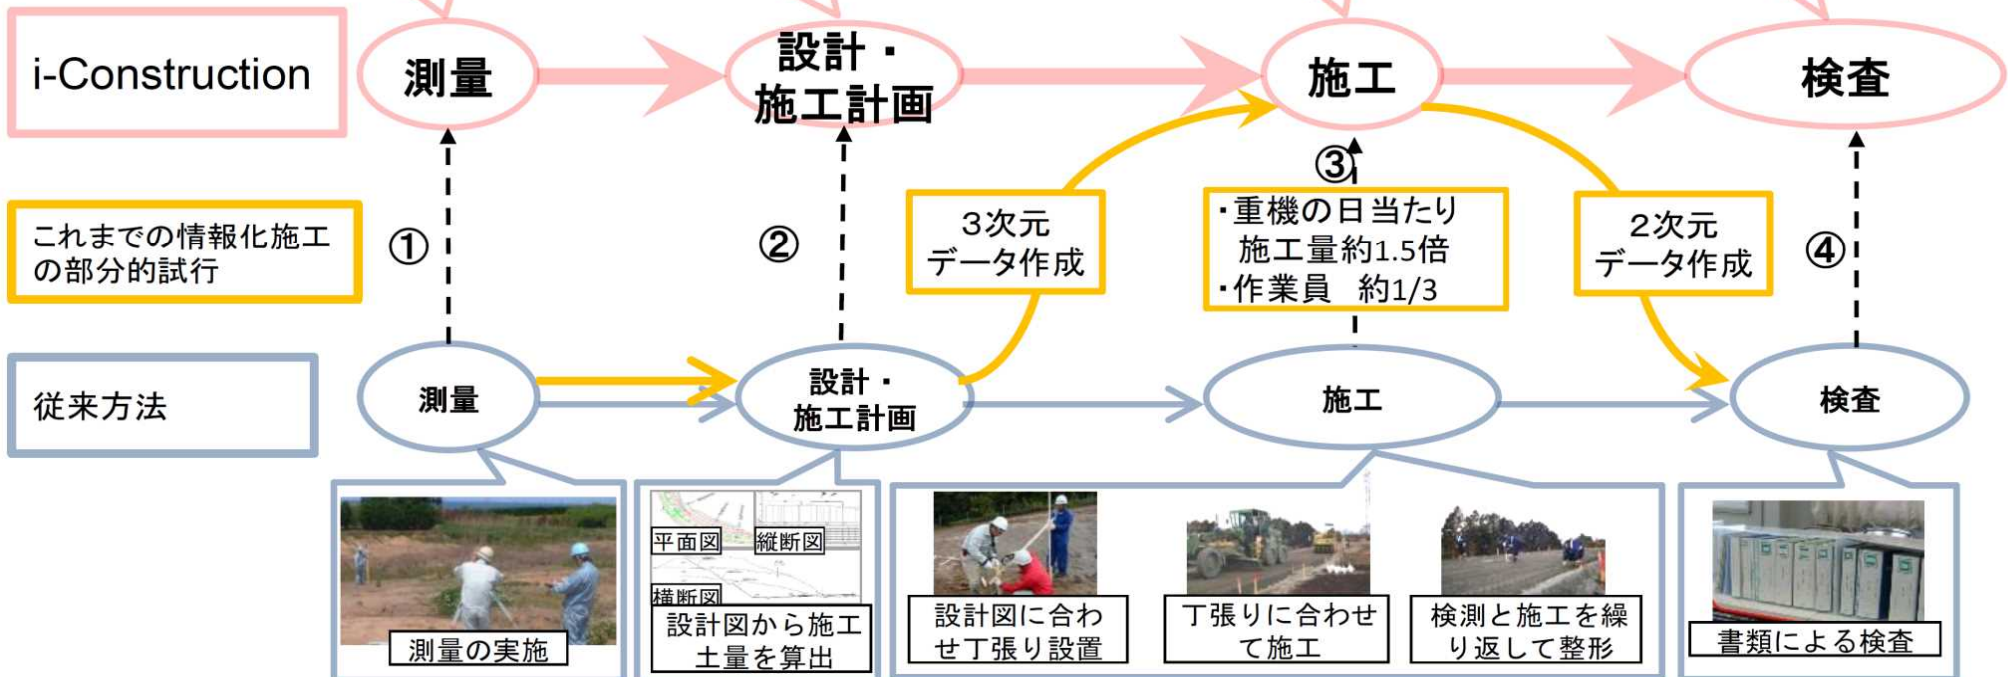 i-Construction
測量
設計・
施工計画
施工
検査
これまでの情報化施工
の部分的試行
①
②
3次元
データ作成
③
・重機の日当たり
施工量約1.5倍
・作業員　約1/3
2次元
データ作成
④
従来方法
測量
設計・
施工計画
施工
検査
測量の実施
平面図
縦断図
横断図
設計図から施工
土量を算出
設計図に合わ
せ丁張り設置
丁張りに合わせ
て施工
検測と施工を繰
り返して整形
書類による検査